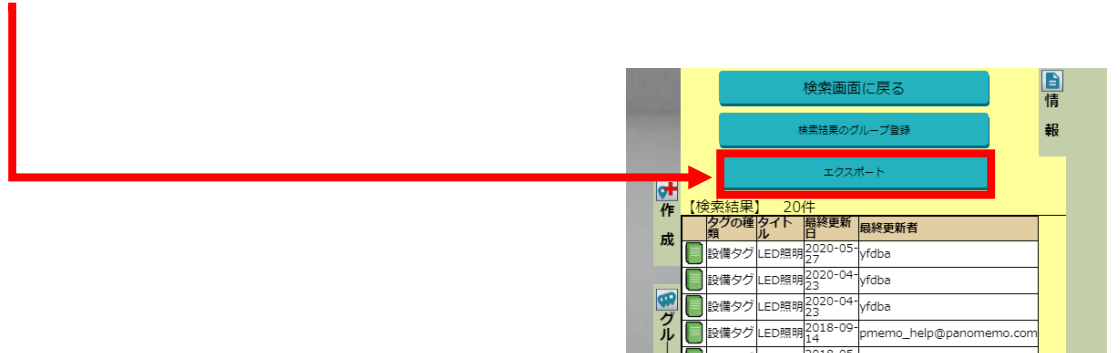 検索画面に戻る
検索結果のグループ登録
エクスポート
情
報
作
成
グル
【検索結果】 20件
タグの種類 タイトル 最終更新日 最終更新者
設備タグ LED照明 2020-05-27 yfdba
設備タグ LED照明 2020-04-23 yfdba
設備タグ LED照明 2020-04-23 yfdba
設備タグ LED照明 2018-09-14 pmemo_help@panomemo.com